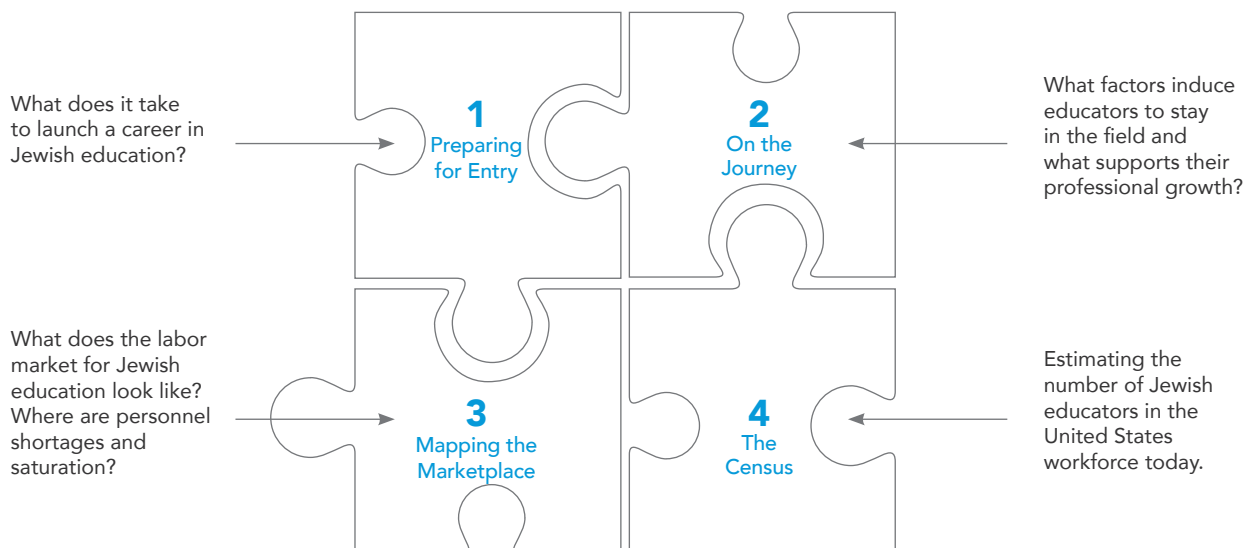 What does it take
to launch a career in
Jewish education?
1
Preparing
for Entry
2
On the
Journey
What factors induce
educators to stay
in the field and
what supports their
professional growth?
What does the labor
market for Jewish
education look like?
Where are personnel
shortages and
saturation?
3
Mapping the
Marketplace
4
The
Census
Estimating the
number of Jewish
educators in the
United States
workforce today.